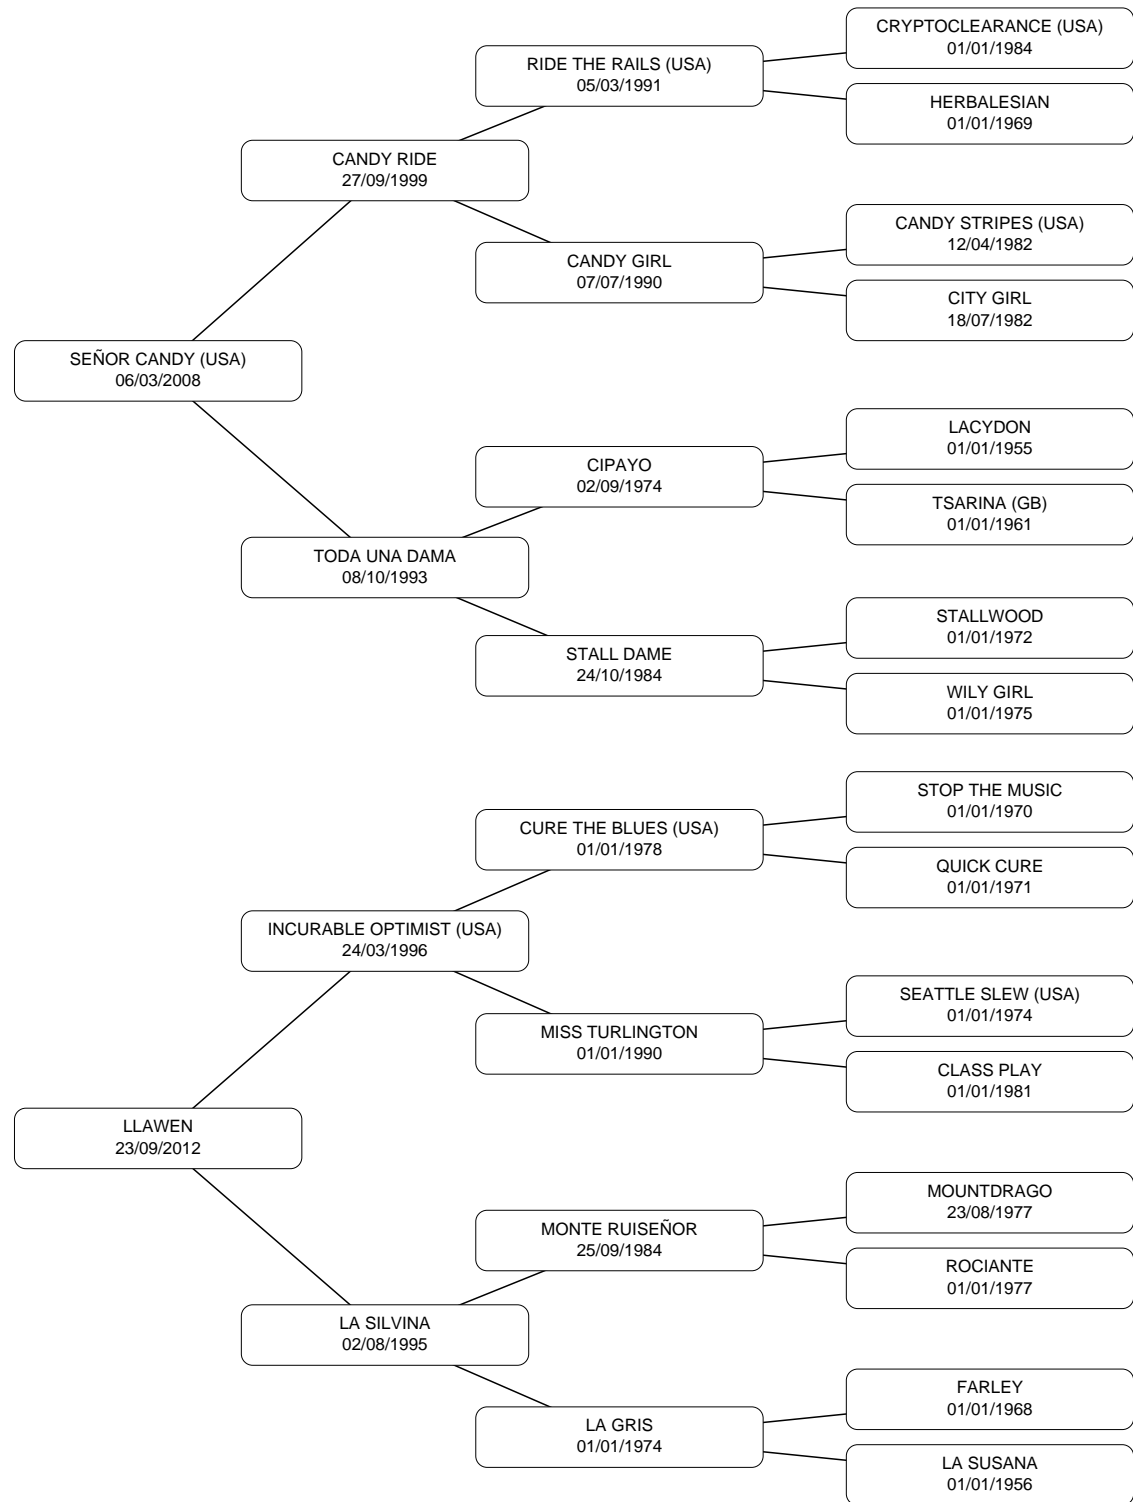 CRYPTOCLEARANCE (USA)
01/01/1984
RIDE THE RAILS (USA)
05/03/1991
HERBALESIAN
01/01/1969
CANDY RIDE
27/09/1999
CANDY STRIPES (USA)
12/04/1982
CANDY GIRL
07/07/1990
CITY GIRL
18/07/1982
SEÑOR CANDY (USA)
06/03/2008
LACYDON
01/01/1955
CIPAYO
02/09/1974
TSARINA (GB)
01/01/1961
TODA UNA DAMA
08/10/1993
STALLWOOD
01/01/1972
STALL DAME
24/10/1984
WILY GIRL
01/01/1975
STOP THE MUSIC
01/01/1970
CURE THE BLUES (USA)
01/01/1978
QUICK CURE
01/01/1971
INCURABLE OPTIMIST (USA)
24/03/1996
SEATTLE SLEW (USA)
01/01/1974
MISS TURLINGTON
01/01/1990
CLASS PLAY
01/01/1981
LLAWEN
23/09/2012
MOUNTDRAGO
23/08/1977
MONTE RUISEÑOR
25/09/1984
ROCIANTE
01/01/1977
LA SILVINA
02/08/1995
FARLEY
01/01/1968
LA GRIS
01/01/1974
LA SUSANA
01/01/1956